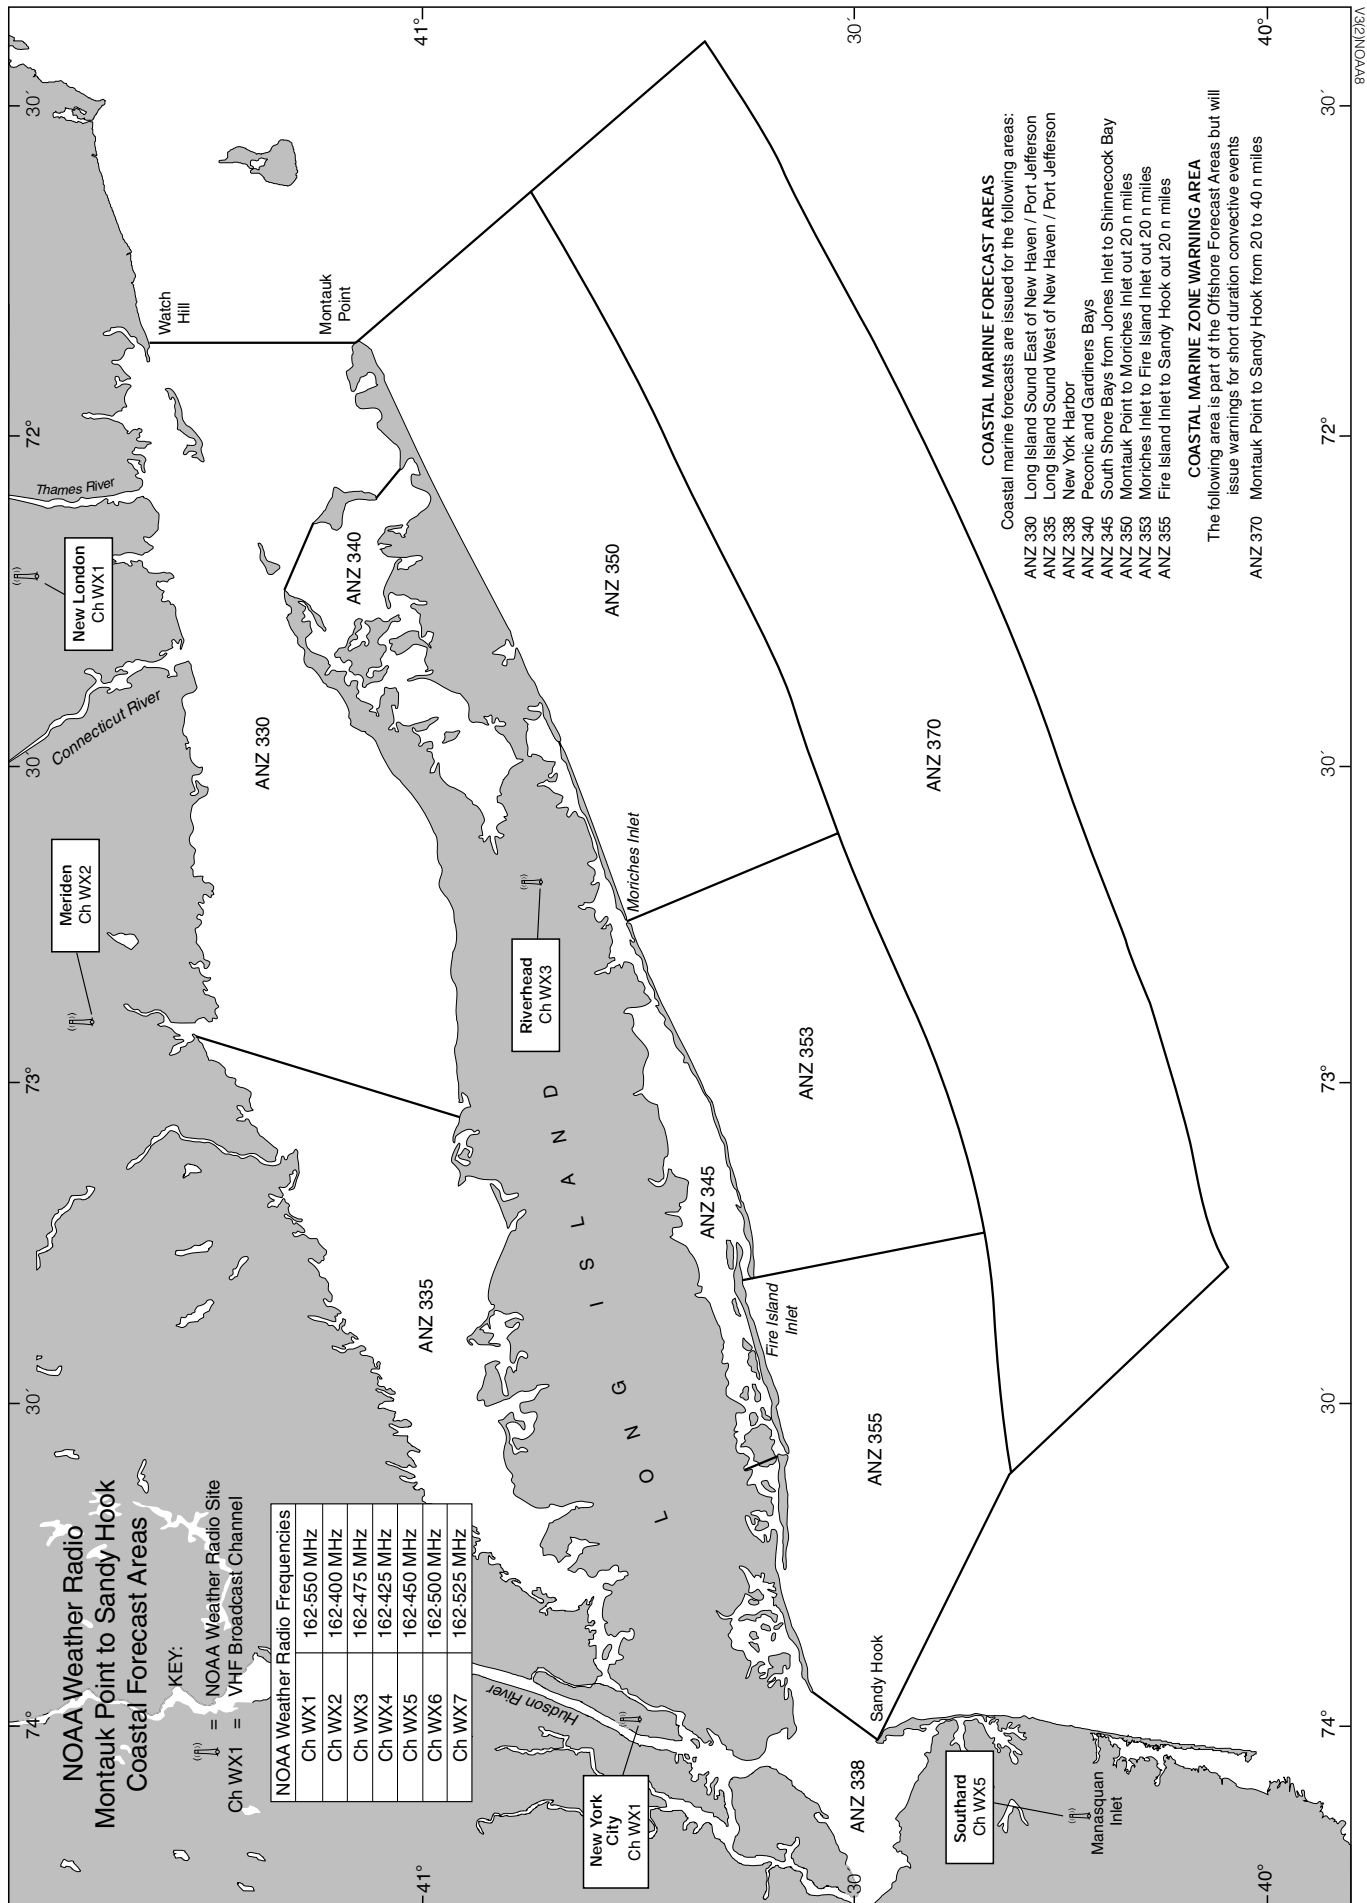 NOAA Weather Radio
Montauk Point to Sandy Hook
Coastal Forecast Areas
KEY:
= NOAA Weather Radio Site
Ch WX1 = VHF Broadcast Channel
NOAA Weather Radio Frequencies
Ch WX1 162·550 MHz
Ch WX2 162·400 MHz
Ch WX3 162·475 MHz
Ch WX4 162·425 MHz
Ch WX5 162·450 MHz
Ch WX6 162·500 MHz
Ch WX7 162·525 MHz
74°
30´
73°
30´
72°
30´
41°
30´
40°
41°
30´
40°
74°
30´
73°
30´
72°
30´
Meriden
Ch WX2
New London
Ch WX1
Thames River
Connecticut River
Watch
Hill
Montauk
Point
ANZ 330
ANZ 340
ANZ 335
Riverhead
Ch WX3
LONG ISLAND
Hudson River
New York
City
Ch WX1
ANZ 345
Moriches Inlet
ANZ 350
ANZ 353
Fire Island
Inlet
ANZ 355
ANZ 370
Sandy Hook
ANZ 338
Southard
Ch WX5
Manasquan
Inlet
COASTAL MARINE FORECAST AREAS
Coastal marine forecasts are issued for the following areas:
ANZ 330 Long Island Sound East of New Haven / Port Jefferson
ANZ 335 Long Island Sound West of New Haven / Port Jefferson
ANZ 338 New York Harbor
ANZ 340 Peconic and Gardiners Bays
ANZ 345 South Shore Bays from Jones Inlet to Shinnecock Bay
ANZ 350 Montauk Point to Moriches Inlet out 20 n miles
ANZ 353 Moriches Inlet to Fire Island Inlet out 20 n miles
ANZ 355 Fire Island Inlet to Sandy Hook out 20 n miles
COASTAL MARINE ZONE WARNING AREA
The following area is part of the Offshore Forecast Areas but will
issue warnings for short duration convective events
ANZ 370 Montauk Point to Sandy Hook from 20 to 40 n miles
V3(2)NOAA8